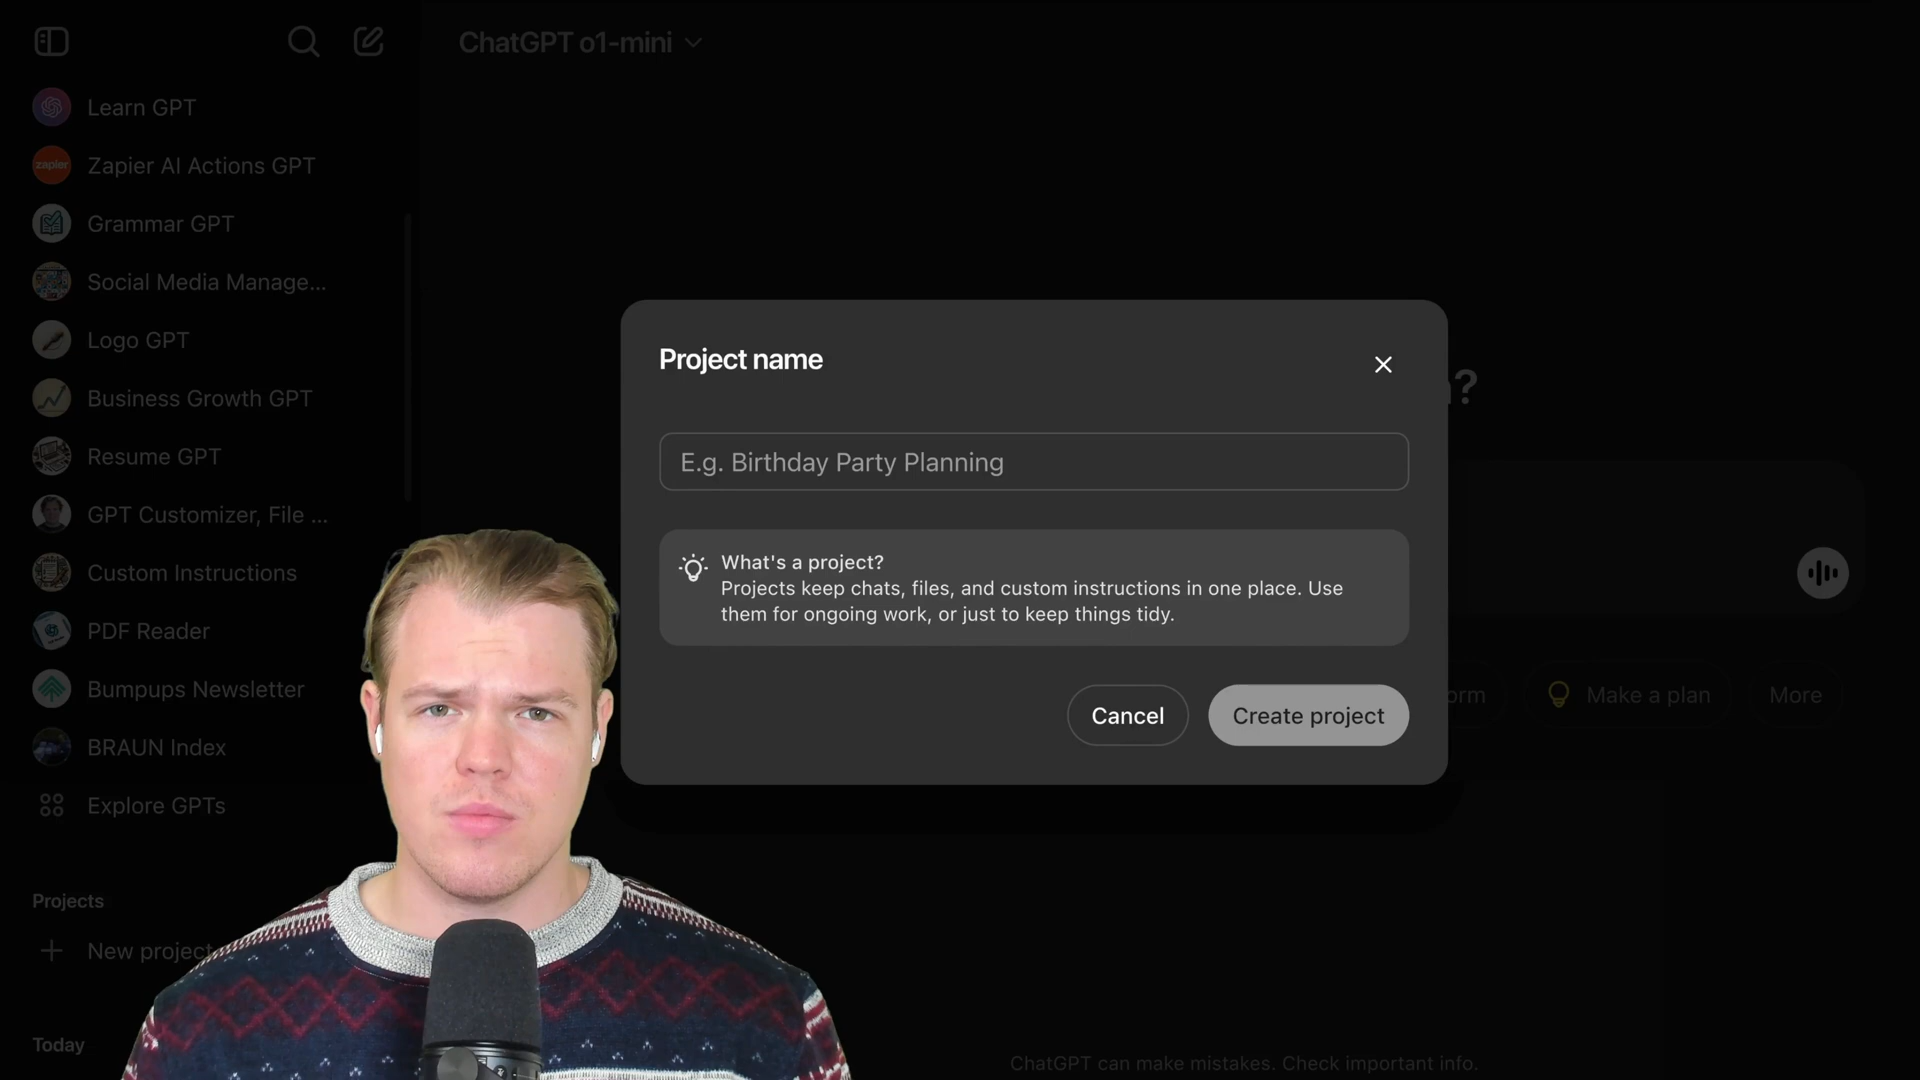 ChatGPT o1-mini
Learn GPT
zapier
Zapier AI Actions GPT
Grammar GPT
Social Media Manage...
Logo GPT
Business Growth GPT
Resume GPT
GPT Customizer, File ...
Custom Instructions
PDF Reader
Bumpups Newsletter
BRAUN Index
Explore GPTs
Projects
New project
Today
?
Project name
E.g. Birthday Party Planning
What's a project?
Projects keep chats, files, and custom instructions in one place. Use
them for ongoing work, or just to keep things tidy.
Cancel
Create project
Make a plan
More
ChatGPT can make mistakes. Check important info.